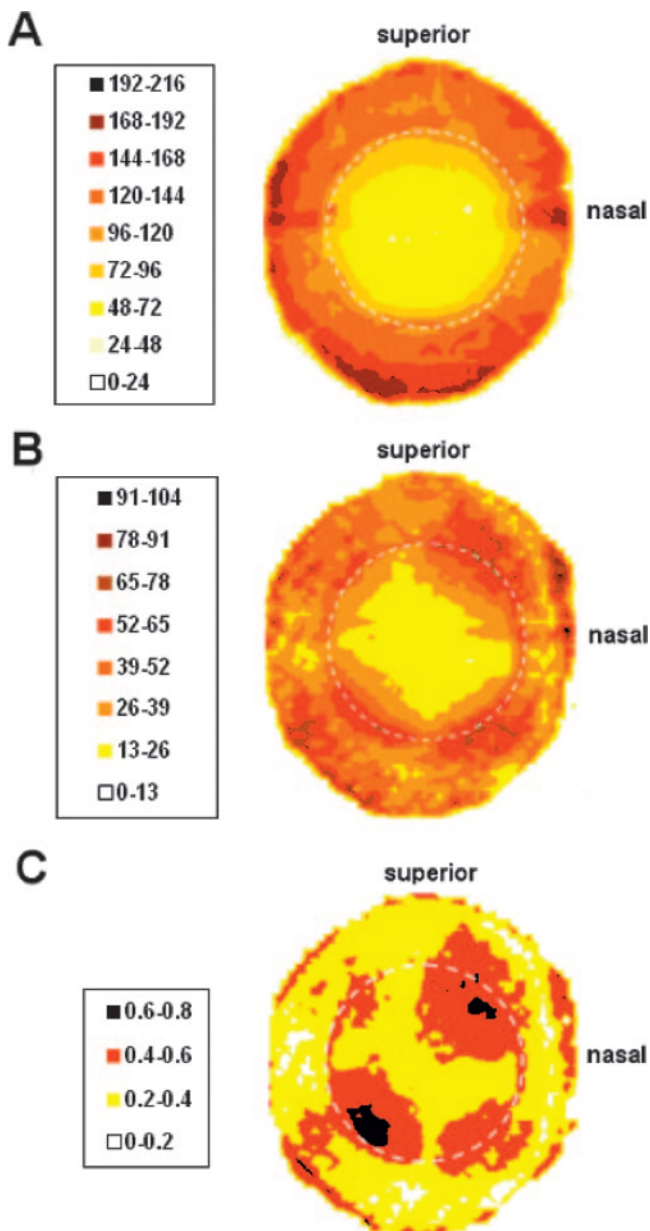 A
superior
192-216
168-192
144-168
120-144
96-120
72-96
48-72
24-48
0-24
nasal
B
superior
91-104
78-91
65-78
52-65
39-52
26-39
13-26
0-13
nasal
C
superior
0.6-0.8
0.4-0.6
0.2-0.4
0-0.2
nasal